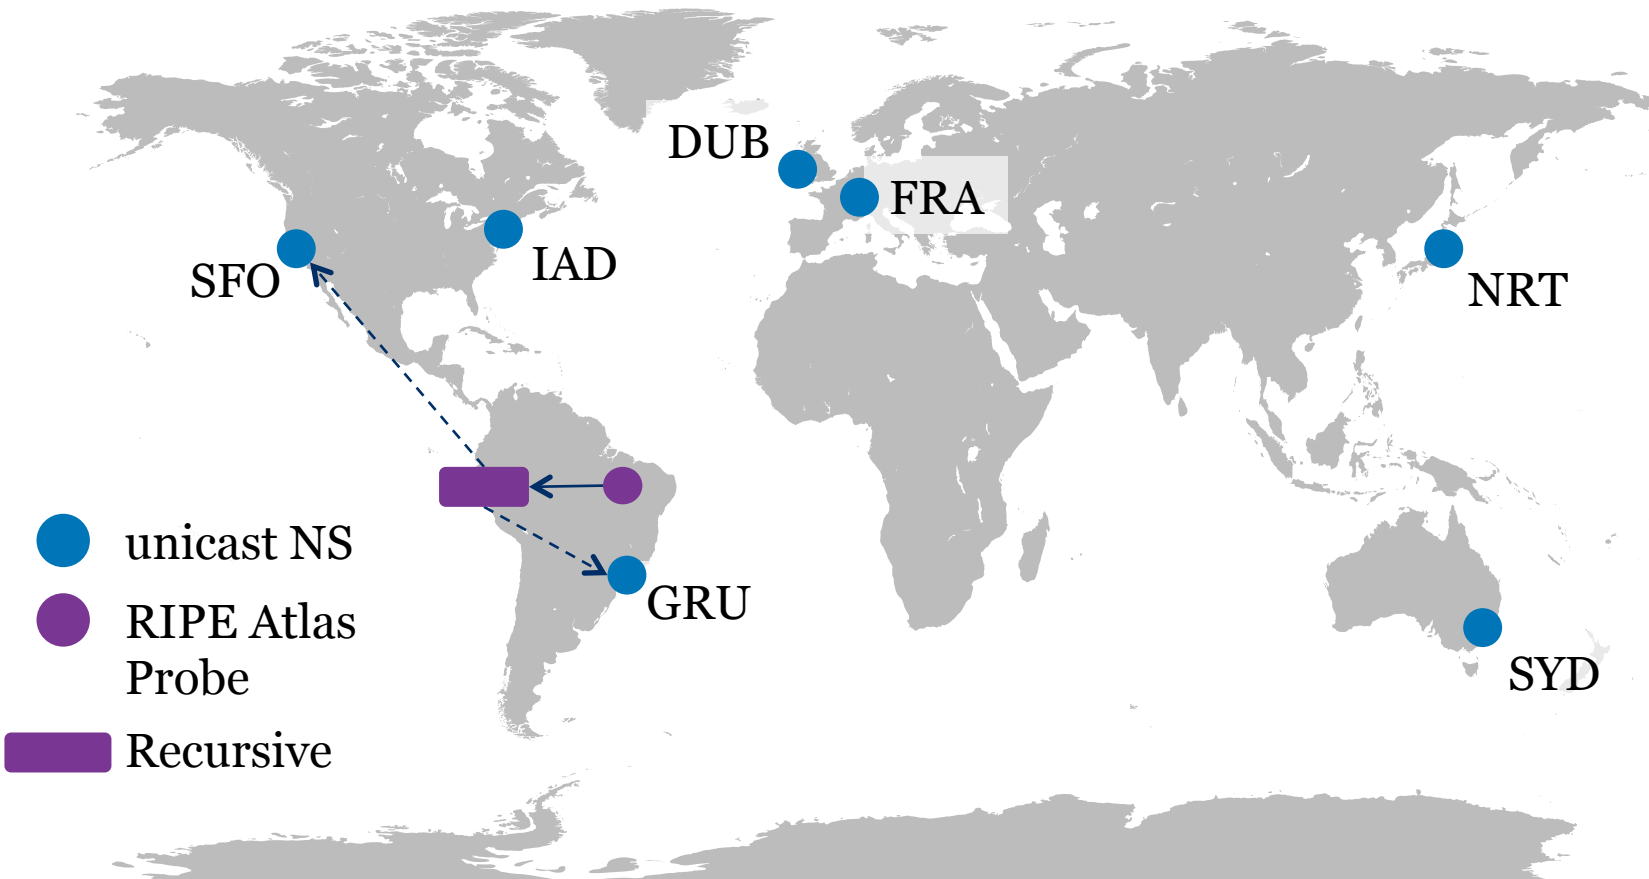 DUB
FRA
IAD
SFO
NRT
unicast NS
GRU
RIPE Atlas
Probe
SYD
Recursive